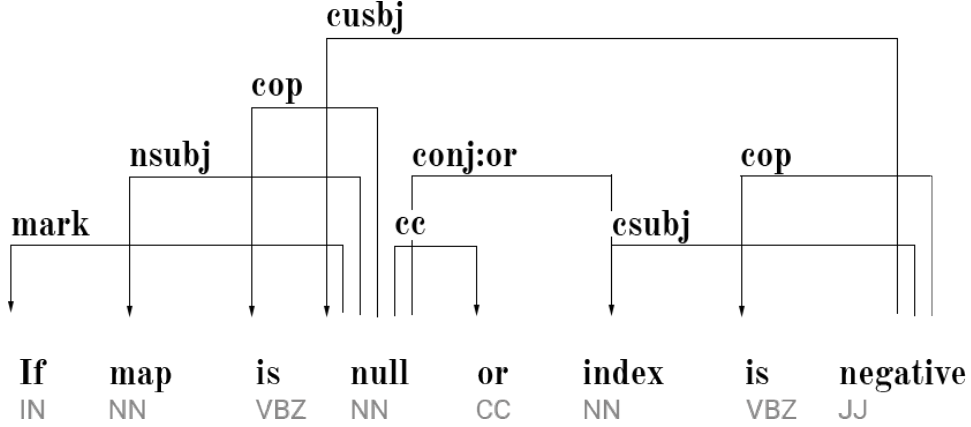 cusbj
cop
nsubj conj:or cop
mark cc csubj
If map is null or index is negative
IN NN VBZ NN CC NN VBZ JJ